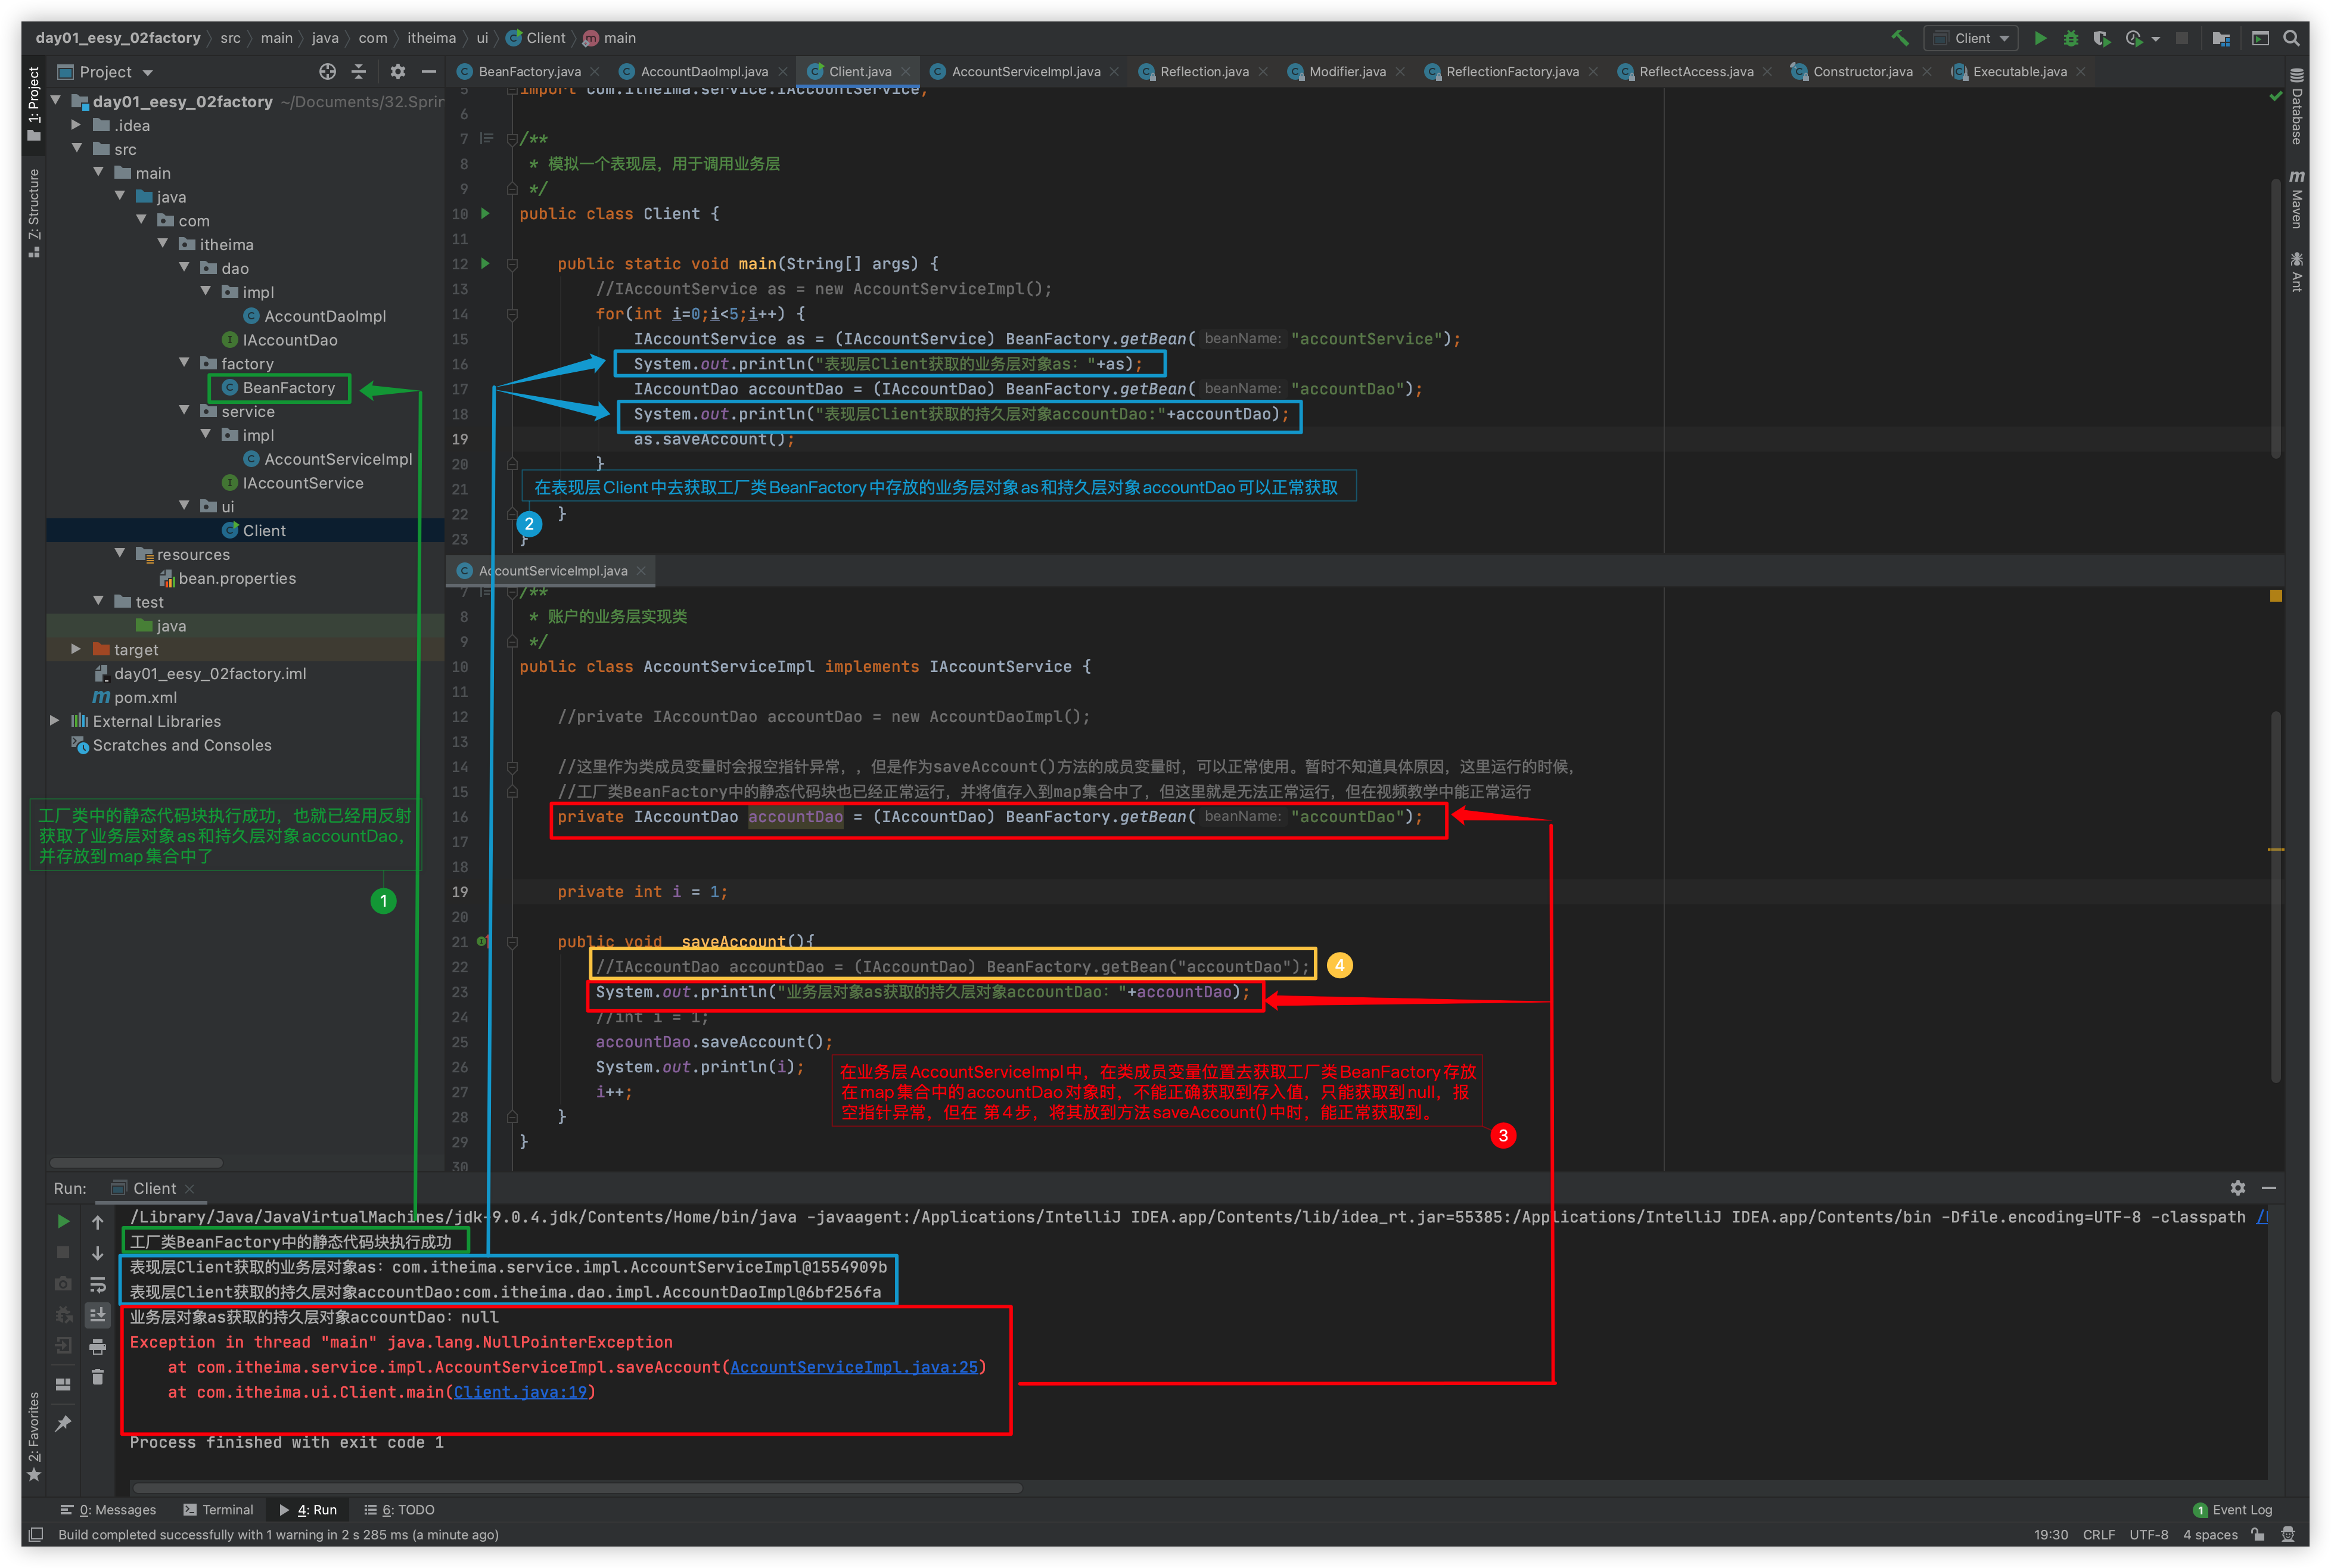 day01_eesy_02factory 〉 src 〉 main 〉 java 〉 com 〉 itheima 〉 ui 〉 Client 〉 main
Client
Project
BeanFactory.java
AccountDaoImpl.java
Client.java
AccountServiceImpl.java
Reflection.java
Modifier.java
ReflectionFactory.java
ReflectAccess.java
Constructor.java
Executable.java
1: Project
7: Structure
2: Favorites
Database
Maven
Ant
day01_eesy_02factory ~/Documents/32.Sprin
.idea
src
main
java
com
itheima
dao
impl
AccountDaoImpl
IAccountDao
factory
BeanFactory
service
impl
AccountServiceImpl
IAccountService
ui
Client
resources
bean.properties
test
java
target
day01_eesy_02factory.iml
pom.xml
External Libraries
Scratches and Consoles
工厂类中的静态代码块执行成功，也就已经用反射
获取了业务层对象as和持久层对象accountDao，
并存放到map集合中了
1
5 import com.itheima.service.IAccountService;
6
7 /**
8 * 模拟一个表现层，用于调用业务层
9 */
10 public class Client {
11
12 public static void main(String[] args) {
13 //IAccountService as = new AccountServiceImpl();
14 for(int i=0;i<5;i++) {
15 IAccountService as = (IAccountService) BeanFactory.getBean( beanName: "accountService");
16 System.out.println("表现层Client获取的业务层对象as："+as);
17 IAccountDao accountDao = (IAccountDao) BeanFactory.getBean( beanName: "accountDao");
18 System.out.println("表现层Client获取的持久层对象accountDao:"+accountDao);
19 as.saveAccount();
20 }
21
在表现层Client中去获取工厂类BeanFactory中存放的业务层对象as和持久层对象accountDao可以正常获取
22 }
2
23 }
AccountServiceImpl.java
7 /**
8 * 账户的业务层实现类
9 */
10 public class AccountServiceImpl implements IAccountService {
11
12 //private IAccountDao accountDao = new AccountDaoImpl();
13
14 //这里作为类成员变量时会报空指针异常，，但是作为saveAccount()方法的成员变量时，可以正常使用。暂时不知道具体原因，这里运行的时候，
15 //工厂类BeanFactory中的静态代码块也已经正常运行，并将值存入到map集合中了，但这里就是无法正常运行，但在视频教学中能正常运行
16 private IAccountDao accountDao = (IAccountDao) BeanFactory.getBean( beanName: "accountDao");
17
18
19 private int i = 1;
20
21 public void  saveAccount(){
22 //IAccountDao accountDao = (IAccountDao) BeanFactory.getBean("accountDao");
4
23 System.out.println("业务层对象as获取的持久层对象accountDao："+accountDao);
24 //int i = 1;
25 accountDao.saveAccount();
26 System.out.println(i);
27 i++;
28 }
29 }
30
在业务层AccountServiceImpl中，在类成员变量位置去获取工厂类BeanFactory存放
在map集合中的accountDao对象时，不能正确获取到存入值，只能获取到null，报
空指针异常，但在 第4步，将其放到方法saveAccount()中时，能正常获取到。
3
Run: Client
/Library/Java/JavaVirtualMachines/jdk-9.0.4.jdk/Contents/Home/bin/java -javaagent:/Applications/IntelliJ IDEA.app/Contents/lib/idea_rt.jar=55385:/Applications/IntelliJ IDEA.app/Contents/bin -Dfile.encoding=UTF-8 -classpath
工厂类BeanFactory中的静态代码块执行成功
表现层Client获取的业务层对象as：com.itheima.service.impl.AccountServiceImpl@1554909b
表现层Client获取的持久层对象accountDao:com.itheima.dao.impl.AccountDaoImpl@6bf256fa
业务层对象as获取的持久层对象accountDao：null
Exception in thread "main" java.lang.NullPointerException
at com.itheima.service.impl.AccountServiceImpl.saveAccount(AccountServiceImpl.java:25)
at com.itheima.ui.Client.main(Client.java:19)
Process finished with exit code 1
0: Messages
Terminal
4: Run
6: TODO
1 Event Log
Build completed successfully with 1 warning in 2 s 285 ms (a minute ago)
19:30 CRLF UTF-8 4 spaces